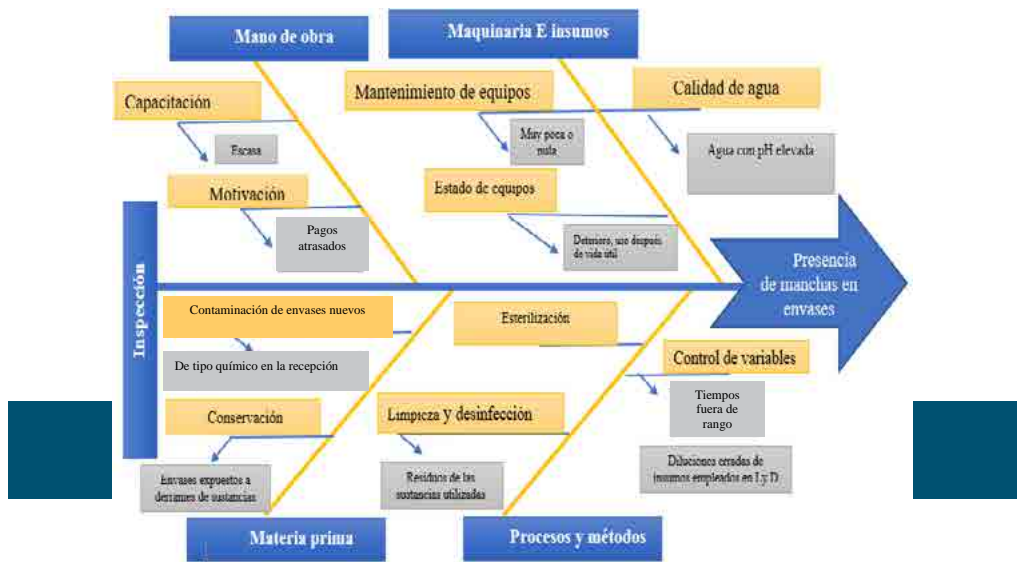 Mano de obra
Maquinaria E insumos
Capacitación
Escasa
Motivación
Pagos
atrasados
Mantenimiento de equipos
Muy poca o
nula
Calidad de agua
Agua con pH elevada
Estado de equipos
Deterioro, uso después
de vida útil
Inspección
Presencia
de manchas en
envases
Contaminación de envases nuevos
De tipo químico en la recepción
Conservación
Envases expuestos a
derrames de sustancias
Esterilización
Control de variables
Tiempos
fuera de
rango
Limpieza y desinfección
Residuos de las
sustancias utilizadas
Diluciones erradas de
insumos empleados en L y D
Materia prima
Procesos y métodos